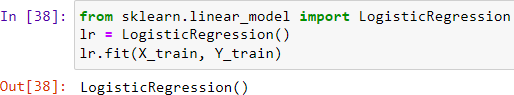 In [38]: from sklearn.linear_model import LogisticRegression
lr = LogisticRegression()
lr.fit(X_train, Y_train)
Out[38]: LogisticRegression()